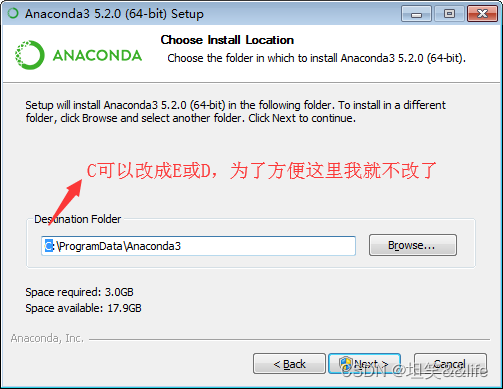 Anaconda3 5.2.0 (64-bit) Setup
ANACONDA
Choose Install Location
Choose the folder in which to install Anaconda3 5.2.0 (64-bit).
Setup will install Anaconda3 5.2.0 (64-bit) in the following folder. To install in a different
folder, click Browse and select another folder. Click Next to continue.
C可以改成E或D，为了方便这里我就不改了
Destination Folder
C:\ProgramData\Anaconda3
Browse...
Space required: 3.0GB
Space available: 17.9GB
Anaconda, Inc.
< Back
Next >
Cancel
CSDN @坦笑&&life